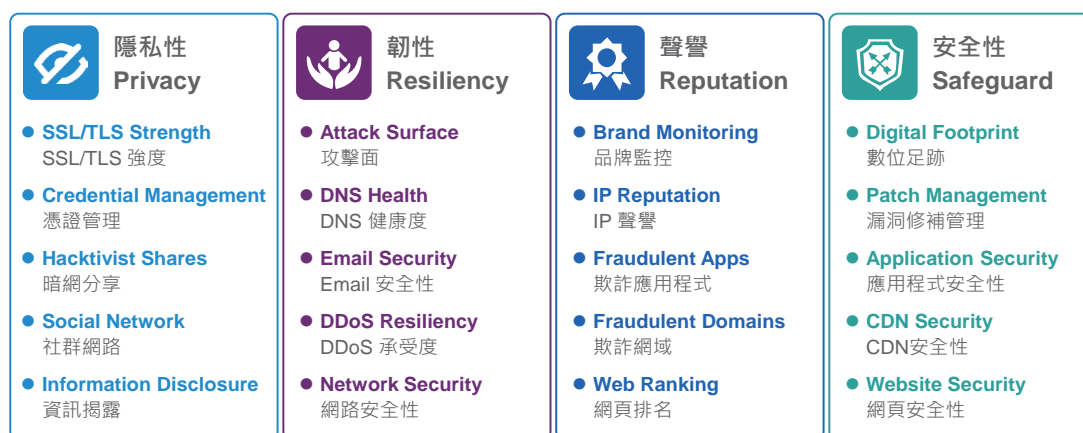 隱私性
Privacy
SSL/TLS Strength
SSL/TLS 強度
Credential Management
憑證管理
Hacktivist Shares
暗網分享
Social Network
社群網路
Information Disclosure
資訊揭露
韌性
Resiliency
Attack Surface
攻擊面
DNS Health
DNS 健康度
Email Security
Email 安全性
DDoS Resiliency
DDoS 承受度
Network Security
網路安全性
聲譽
Reputation
Brand Monitoring
品牌監控
IP Reputation
IP 聲譽
Fraudulent Apps
欺詐應用程式
Fraudulent Domains
欺詐網域
Web Ranking
網頁排名
安全性
Safeguard
Digital Footprint
數位足跡
Patch Management
漏洞修補管理
Application Security
應用程式安全性
CDN Security
CDN安全性
Website Security
網頁安全性